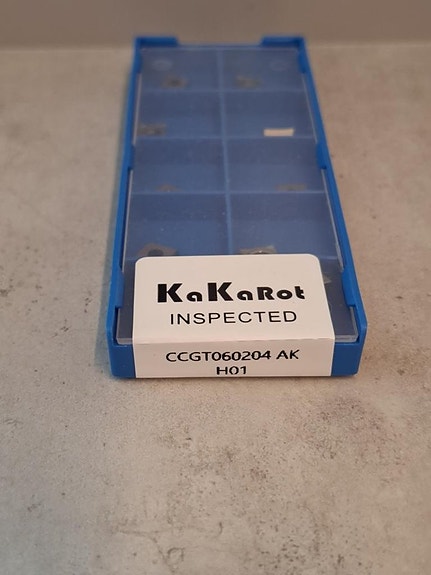 KaKaRot
INSPECTED
CCGT060204 AK
H01